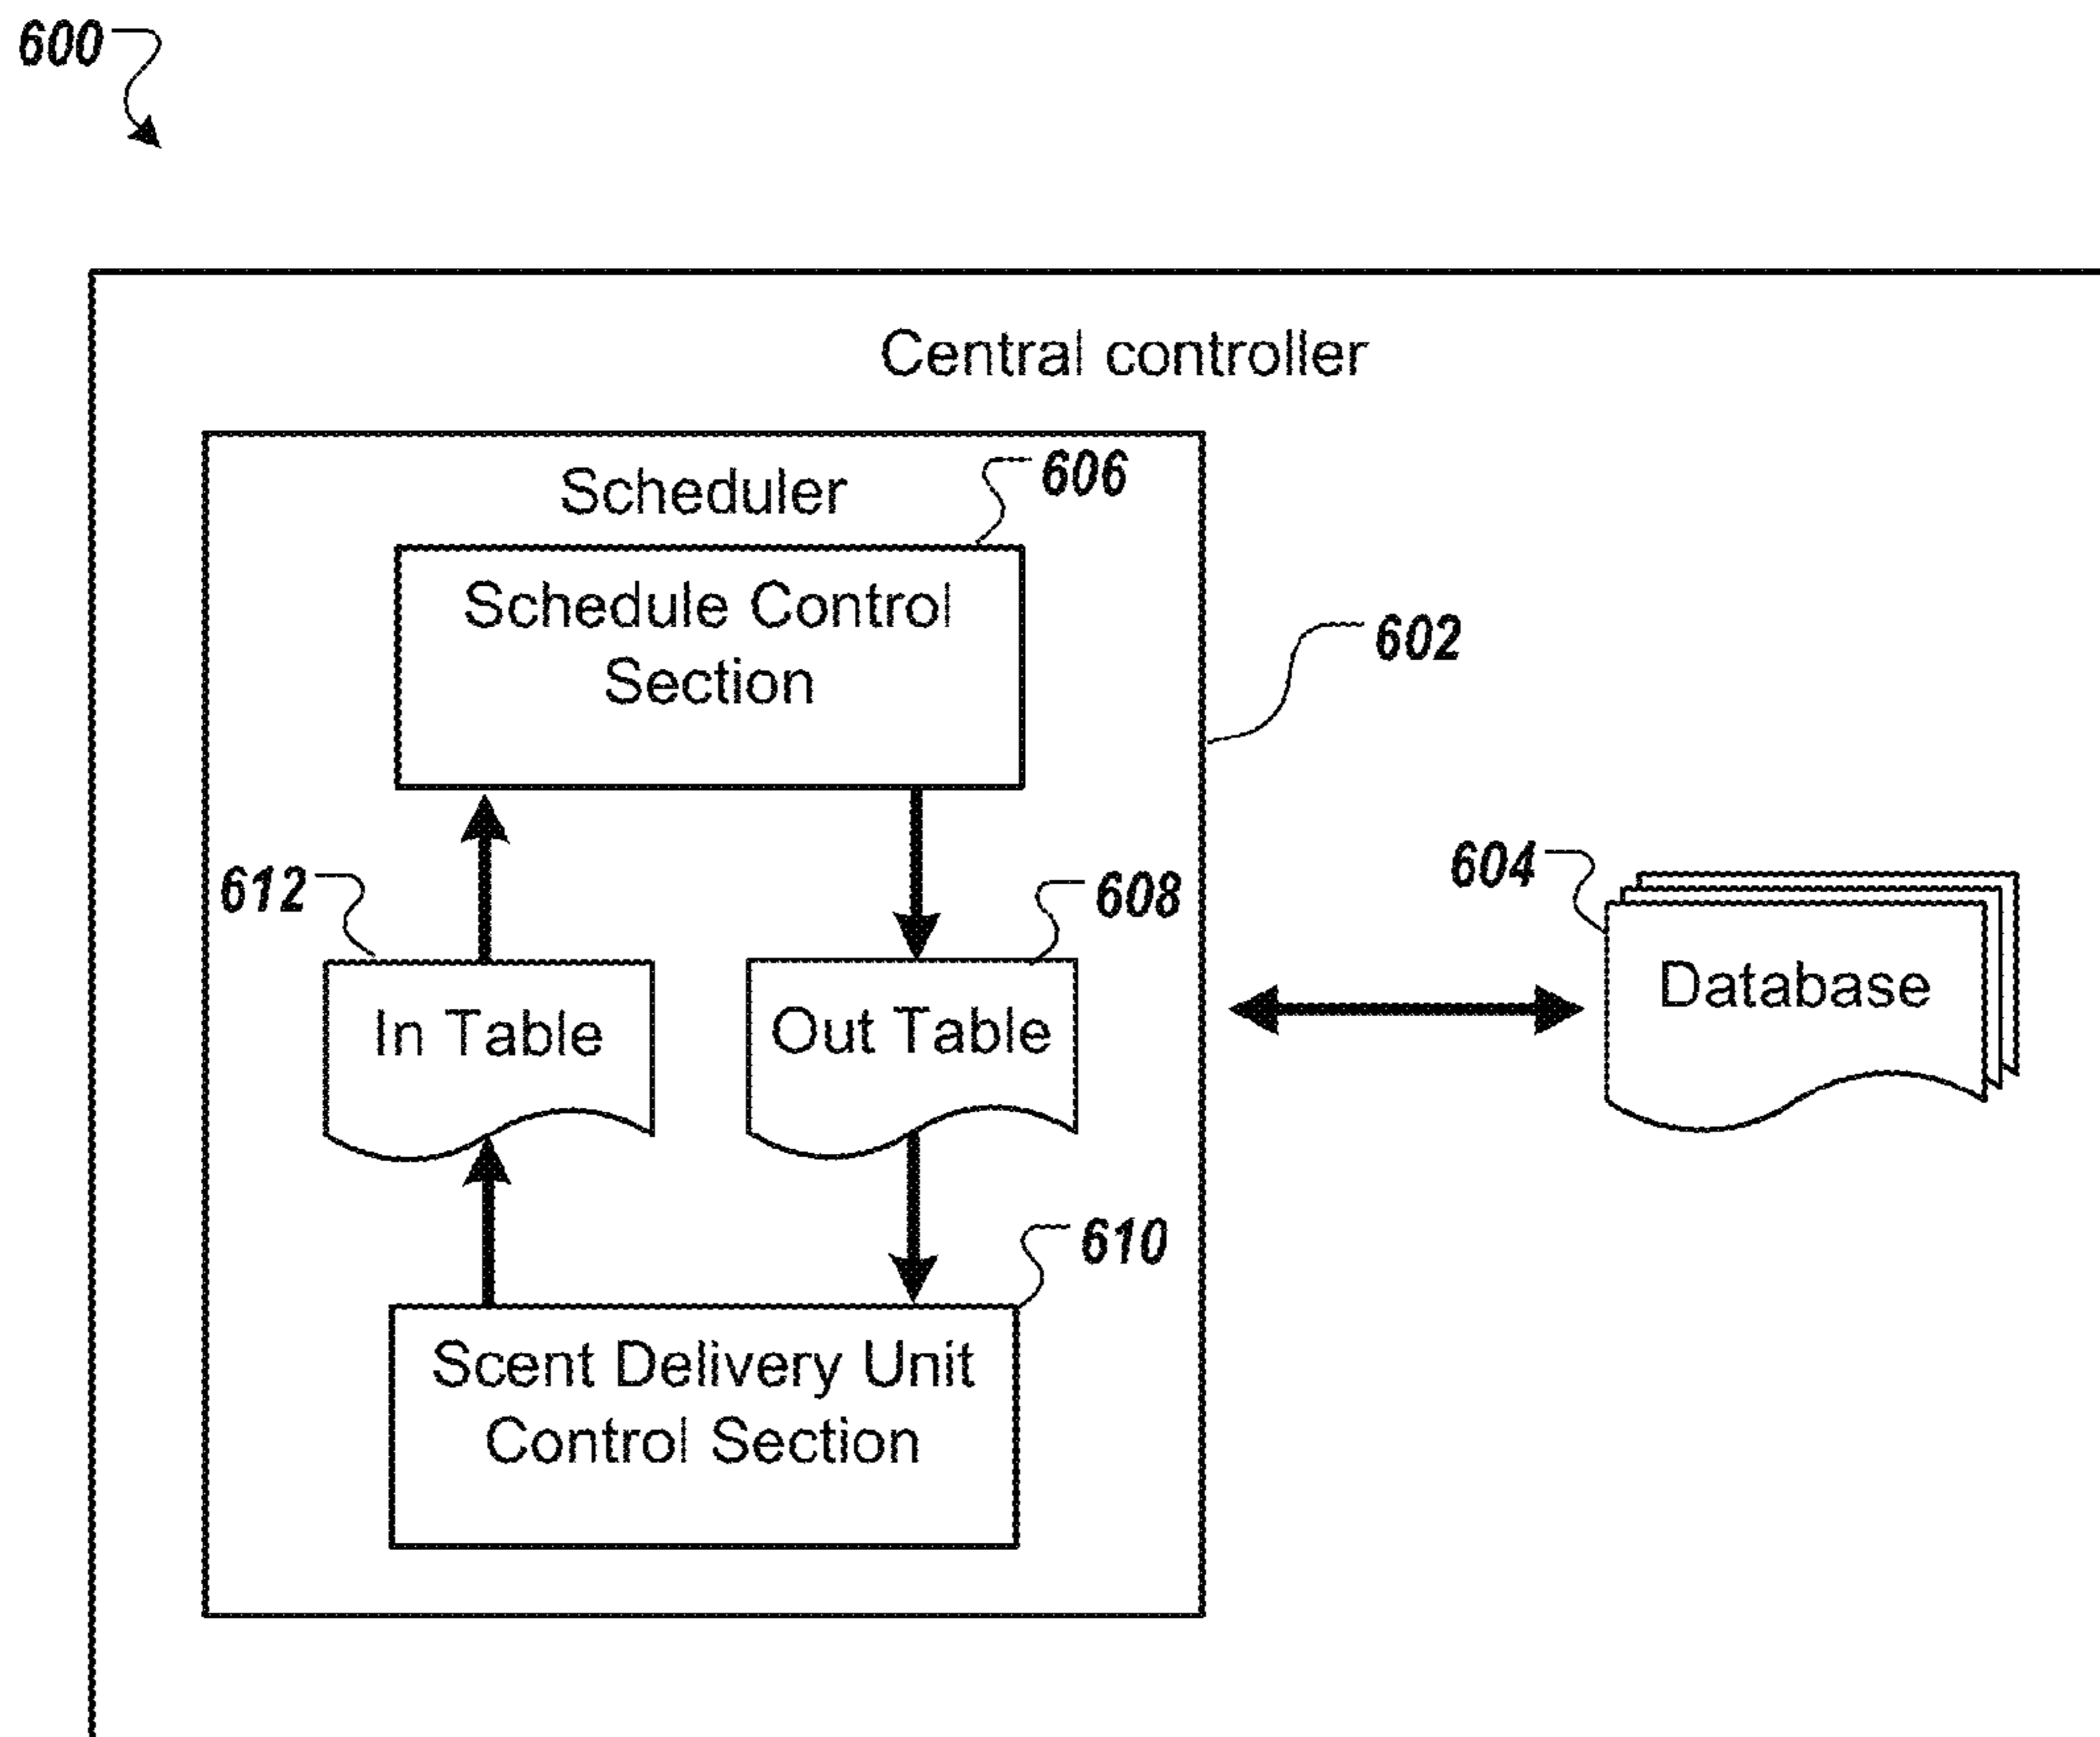 600
Central controller
Scheduler
606
Schedule Control
Section
602
612
608
604
In Table
Out Table
Database
610
Scent Delivery Unit
Control Section